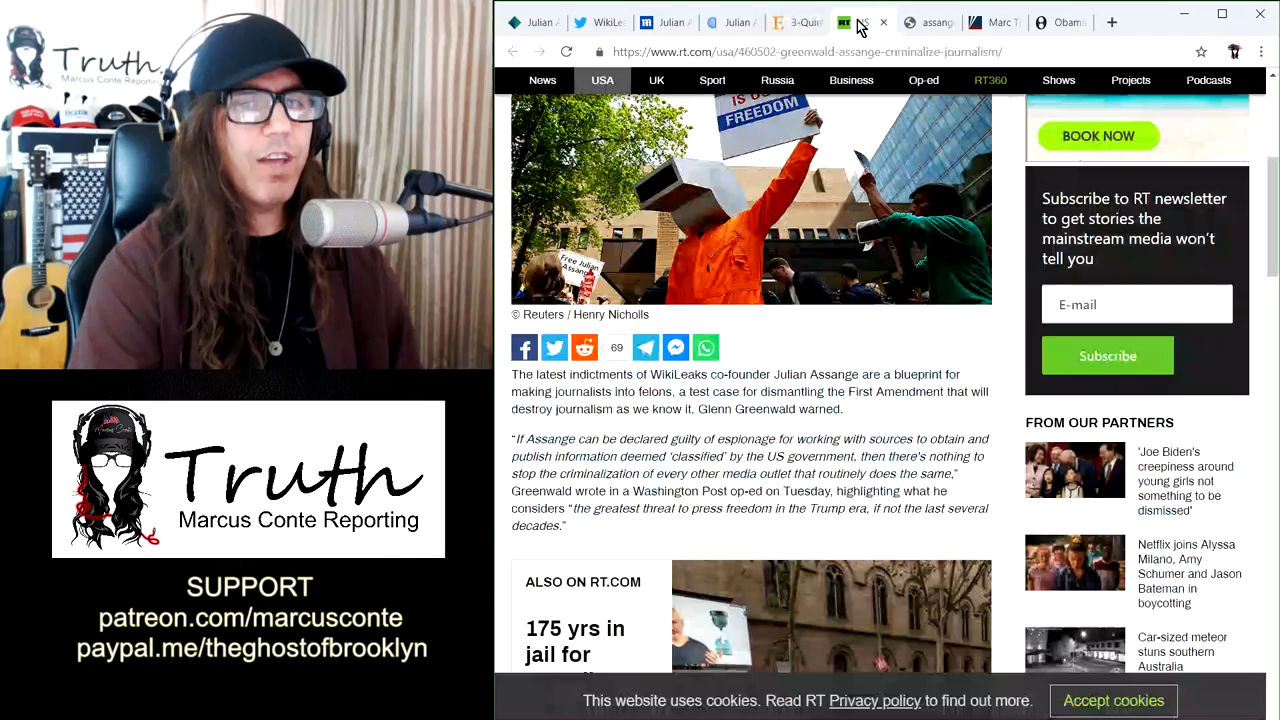 Truth
Marcus Conte Reporting
Truth
Marcus Conte Reporting
SUPPORT
patreon.com/marcusconte
paypal.me/theghostofbrooklyn
Julian
WikiLea
Julian A
Julian A
3-Quin
assange
Marc T
Obama
https://www.rt.com/usa/460502-greenwald-assange-criminalize-journalism/
News USA UK Sport Russia Business Op-ed RT360 Shows Projects Podcasts
FREEDOM
Free Julian
Assange
© Reuters / Henry Nicholls
69
The latest indictments of WikiLeaks co-founder Julian Assange are a blueprint for
making journalists into felons, a test case for dismantling the First Amendment that will
destroy journalism as we know it, Glenn Greenwald warned.
“If Assange can be declared guilty of espionage for working with sources to obtain and
publish information deemed ‘classified’ by the US government, then there’s nothing to
stop the criminalization of every other media outlet that routinely does the same,”
Greenwald wrote in a Washington Post op-ed on Tuesday, highlighting what he
considers “the greatest threat to press freedom in the Trump era, if not the last several
decades.”
ALSO ON RT.COM
175 yrs in
jail for
BOOK NOW
Subscribe to RT newsletter
to get stories the
mainstream media won’t
tell you
E-mail
Subscribe
FROM OUR PARTNERS
'Joe Biden's
creepiness around
young girls not
something to be
dismissed'
Netflix joins Alyssa
Milano, Amy
Schumer and Jason
Bateman in
boycotting
Car-sized meteor
stuns southern
Australia
This website uses cookies. Read RT Privacy policy to find out more.
Accept cookies